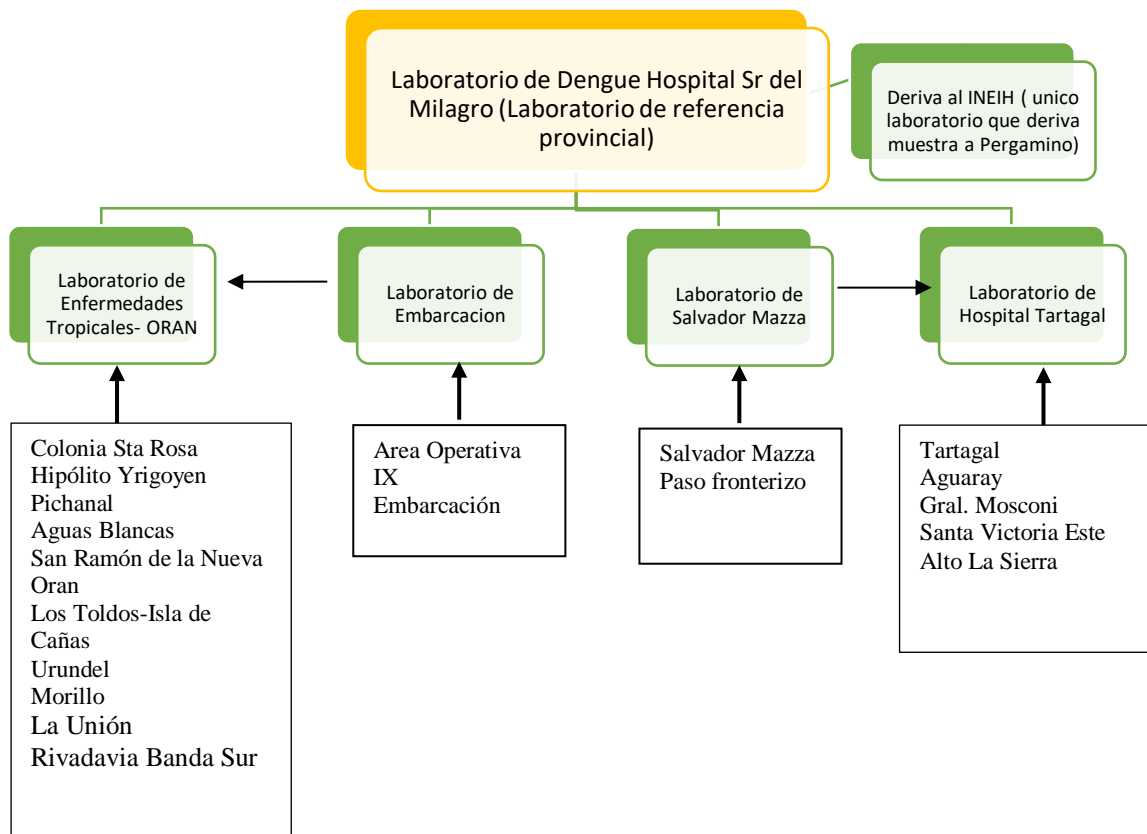 Laboratorio de Dengue Hospital Sr del
Milagro (Laboratorio de referencia
provincial)
Deriva al INEIH ( unico
laboratorio que deriva
muestra a Pergamino)
Laboratorio de
Enfermedades
Tropicales- ORAN
Laboratorio de
Embarcacion
Laboratorio de
Salvador Mazza
Laboratorio de
Hospital Tartagal
Colonia Sta Rosa
Hipólito Yrigoyen
Pichanal
Aguas Blancas
San Ramón de la Nueva
Oran
Los Toldos-Isla de
Cañas
Urundel
Morillo
La Unión
Rivadavia Banda Sur
Area Operativa
IX
Embarcación
Salvador Mazza
Paso fronterizo
Tartagal
Aguaray
Gral. Mosconi
Santa Victoria Este
Alto La Sierra